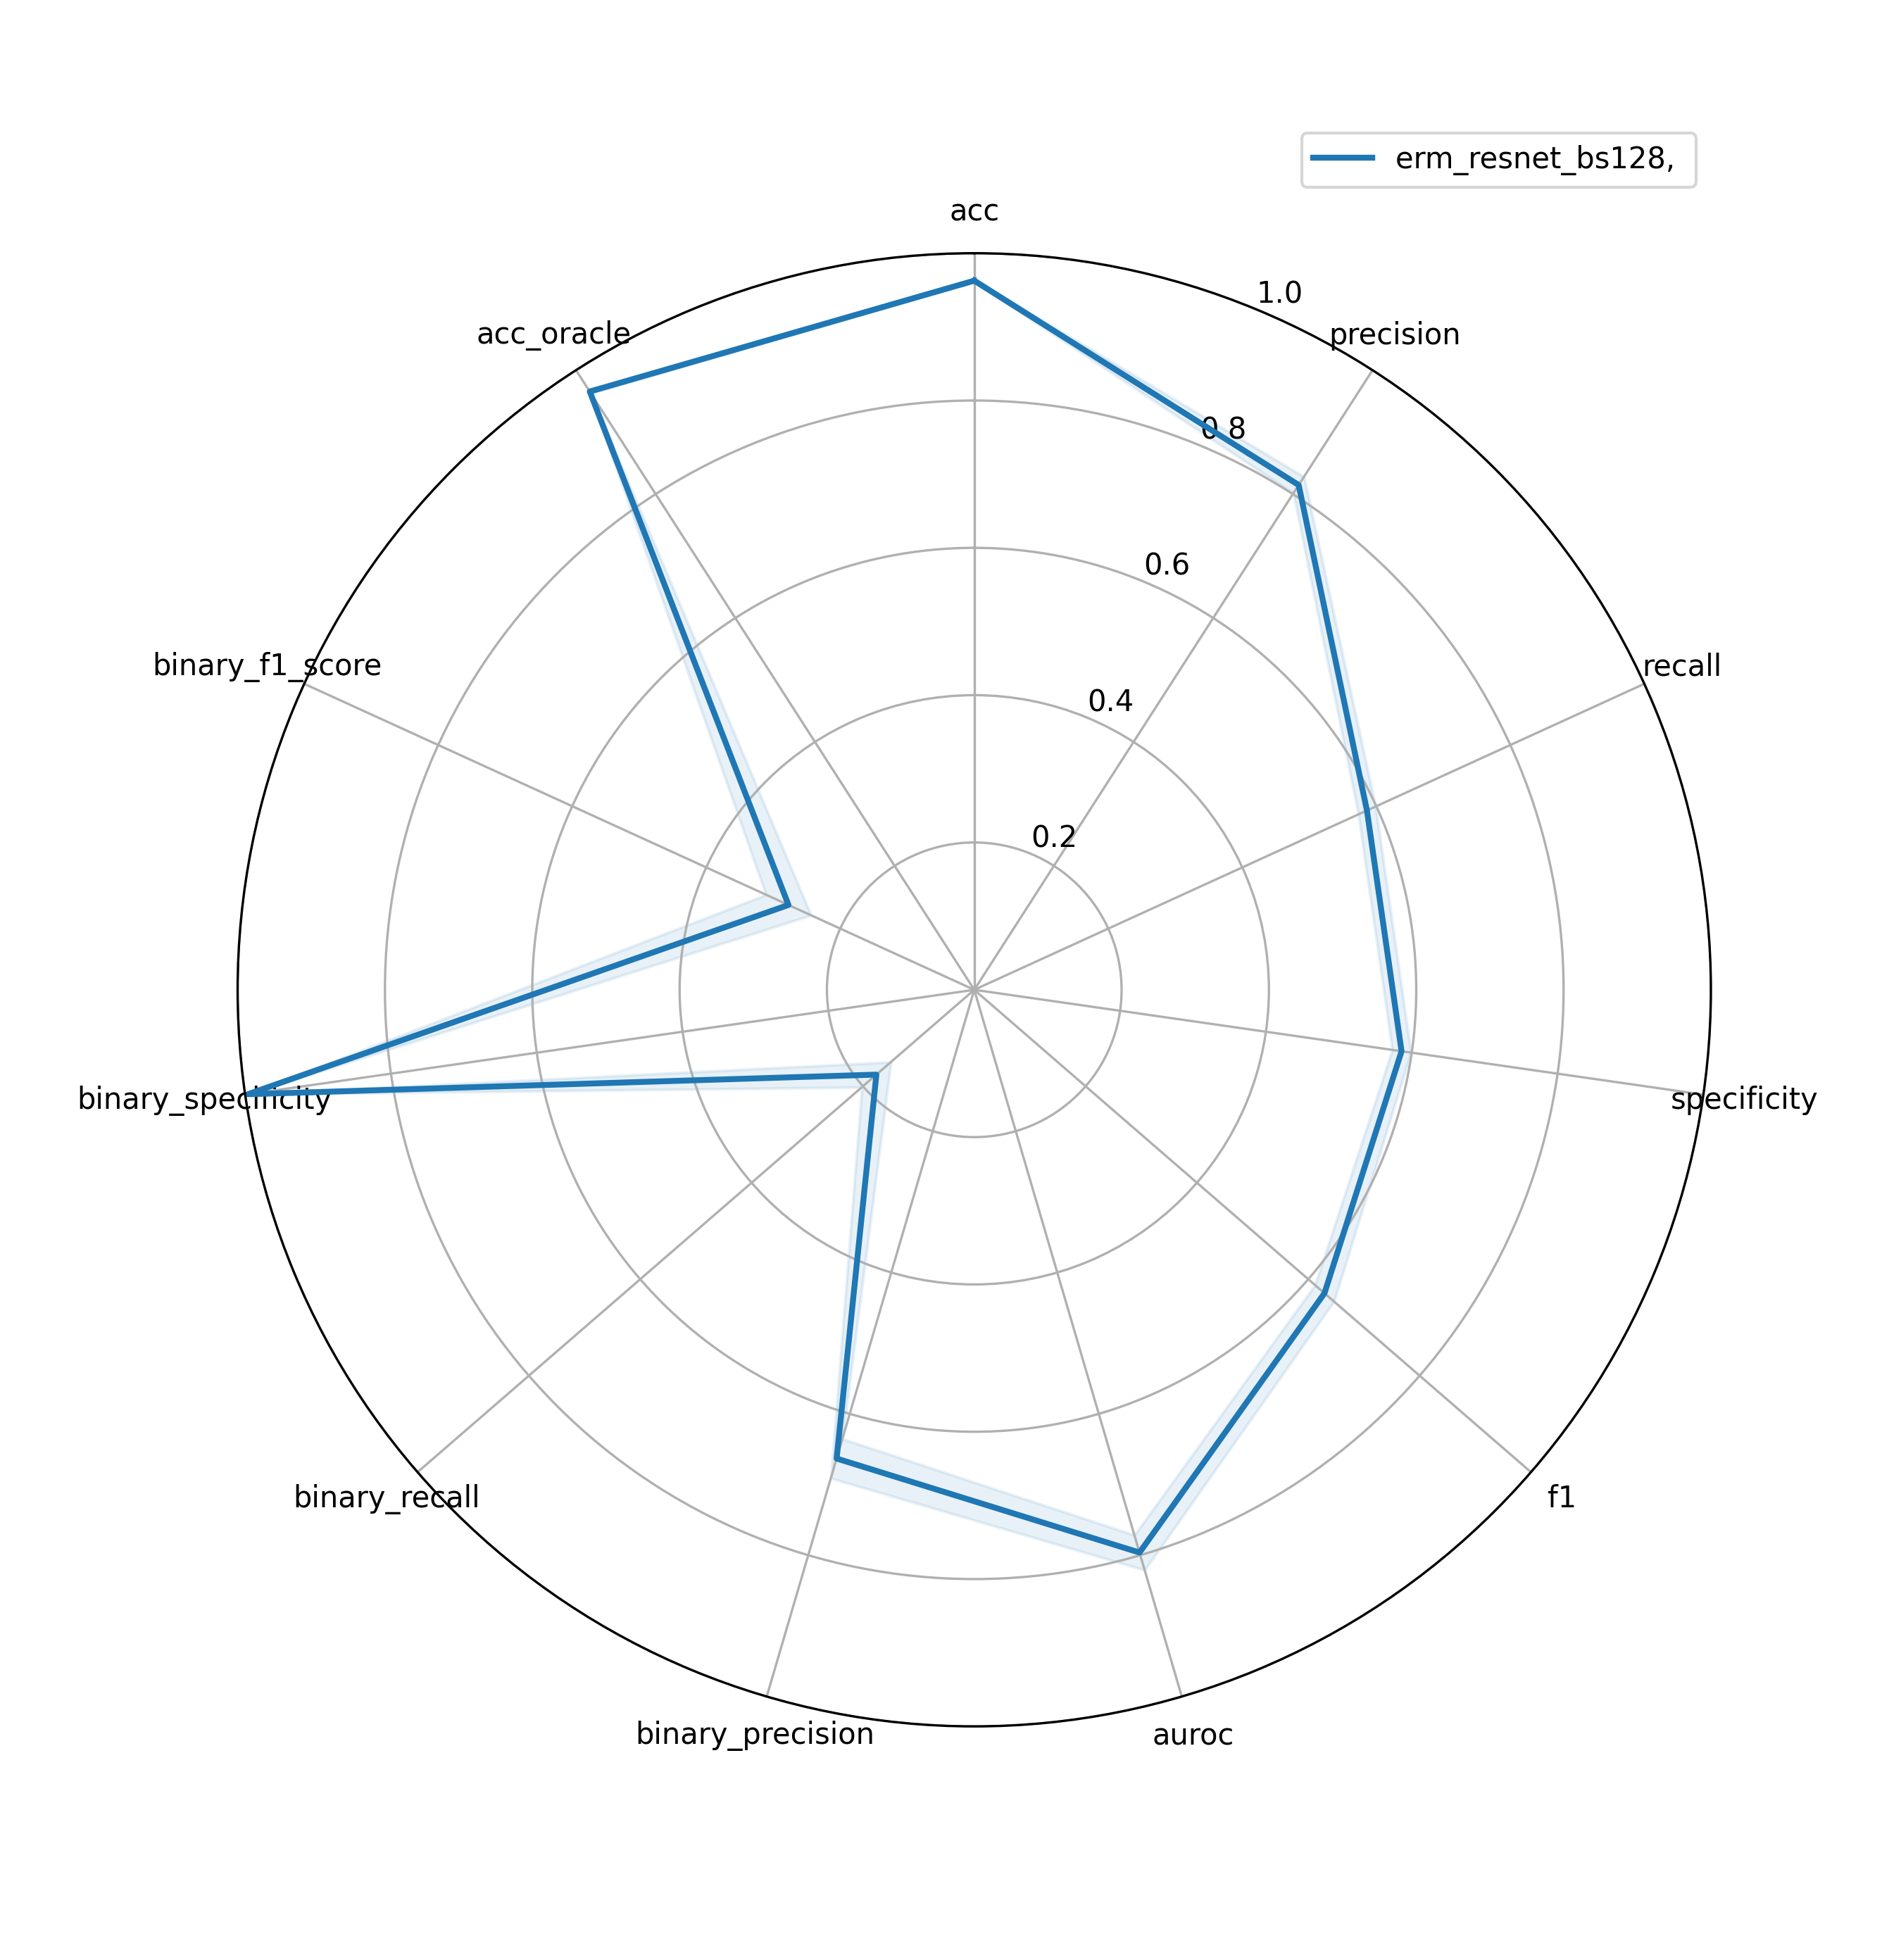 erm_resnet_bs128,
acc
1.0
acc_oracle
precision
0.8
0.6
binary_f1_score
recall
0.4
0.2
binary_specificity
specificity
binary_recall
f1
binary_precision
auroc